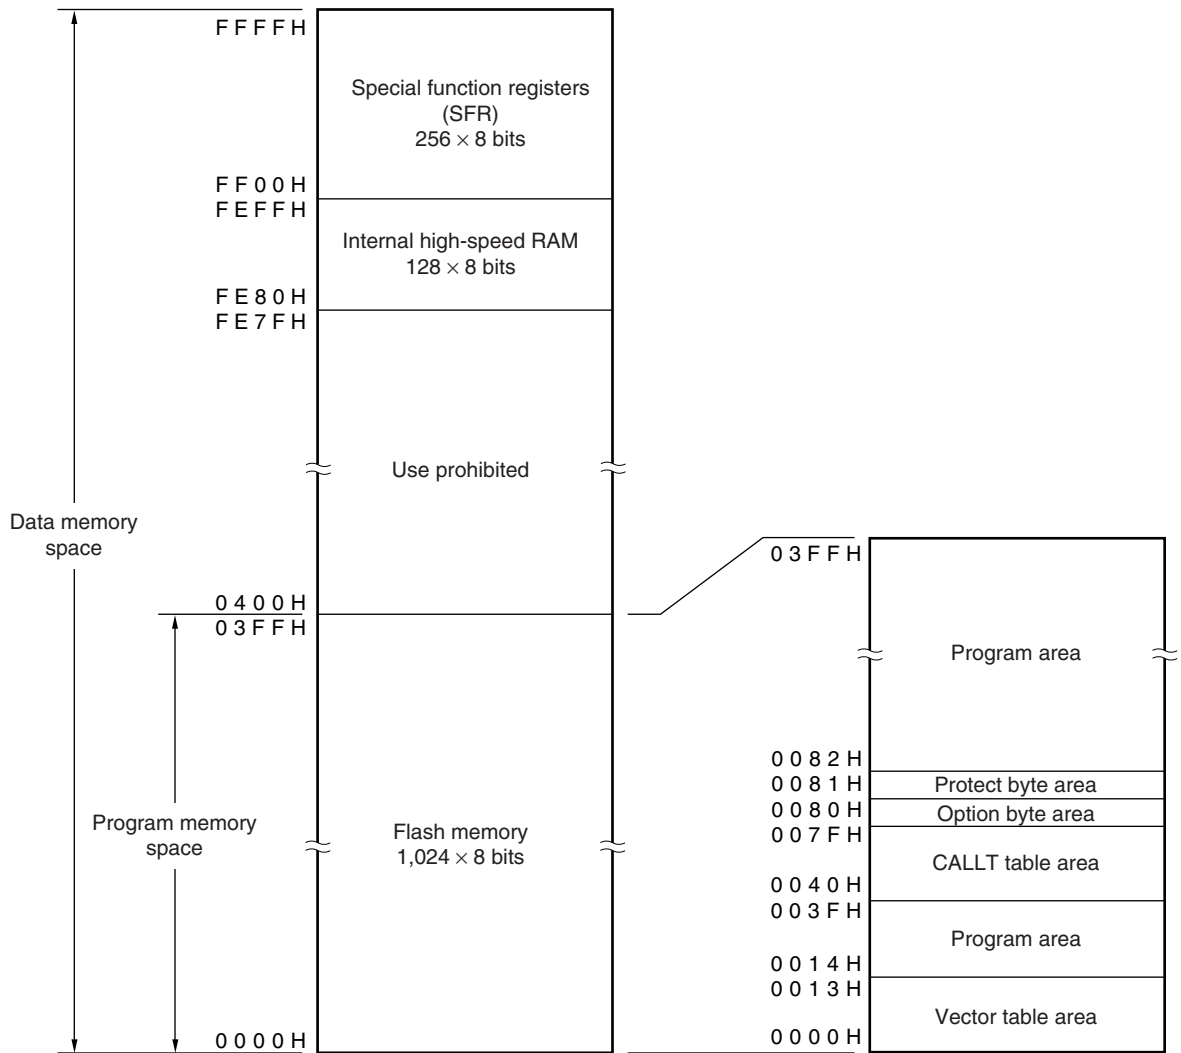 FFFFH
Special function registers
(SFR)
256 × 8 bits
FF00H
FEFFH
Internal high-speed RAM
128 × 8 bits
FE80H
FE7FH
Use prohibited
Data memory
space
0400H
03FFH
Program memory
space
Flash memory
1,024 × 8 bits
0000H
03FFH
Program area
0082H
0081H
Protect byte area
0080H
Option byte area
007FH
CALLT table area
0040H
003FH
Program area
0014H
0013H
Vector table area
0000H